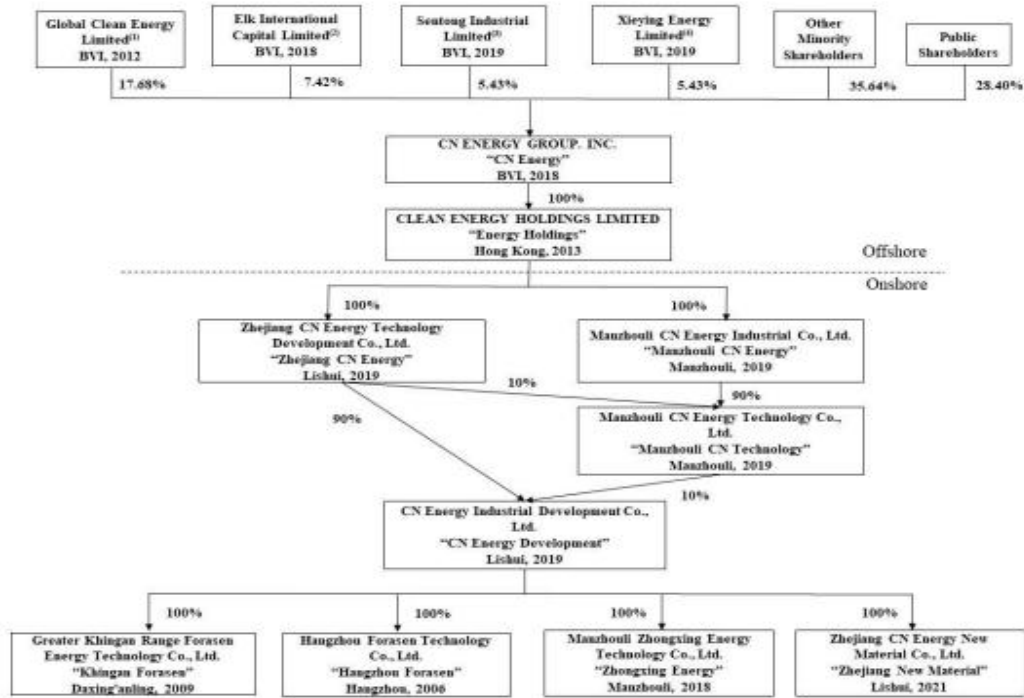 Global Clean Energy
Limited(1)
BVI, 2012
Elk International
Capital Limited(2)
BVI, 2018
Sentong Industrial
Limited(3)
BVI, 2019
Xieying Energy
Limited(4)
BVI, 2019
Other
Minority
Shareholders
Public
Shareholders
17.68%
7.42%
5.43%
5.43%
35.64%
28.40%
CN ENERGY GROUP. INC.
“CN Energy”
BVI, 2018
100%
CLEAN ENERGY HOLDINGS LIMITED
“Energy Holdings”
Hong Kong, 2013
Offshore
Onshore
100%
100%
Zhejiang CN Energy Technology
Development Co., Ltd.
“Zhejiang CN Energy”
Lishui, 2019
Manzhouli CN Energy Industrial Co., Ltd.
“Manzhouli CN Energy”
Manzhouli, 2019
10%
90%
90%
Manzhouli CN Energy Technology Co.,
Ltd.
“Manzhouli CN Technology”
Manzhouli, 2019
10%
CN Energy Industrial Development Co.,
Ltd.
“CN Energy Development”
Lishui, 2019
100%
100%
100%
100%
Greater Khingan Range Forasen
Energy Technology Co., Ltd.
“Khingan Forasen”
Daxing'anling, 2009
Hangzhou Forasen Technology
Co., Ltd.
“Hangzhou Forasen”
Hangzhou, 2006
Manzhouli Zhongxing Energy
Technology Co., Ltd.
“Zhongxing Energy”
Manzhouli, 2018
Zhejiang CN Energy New
Material Co., Ltd.
“Zhejiang New Material”
Lishui, 2021